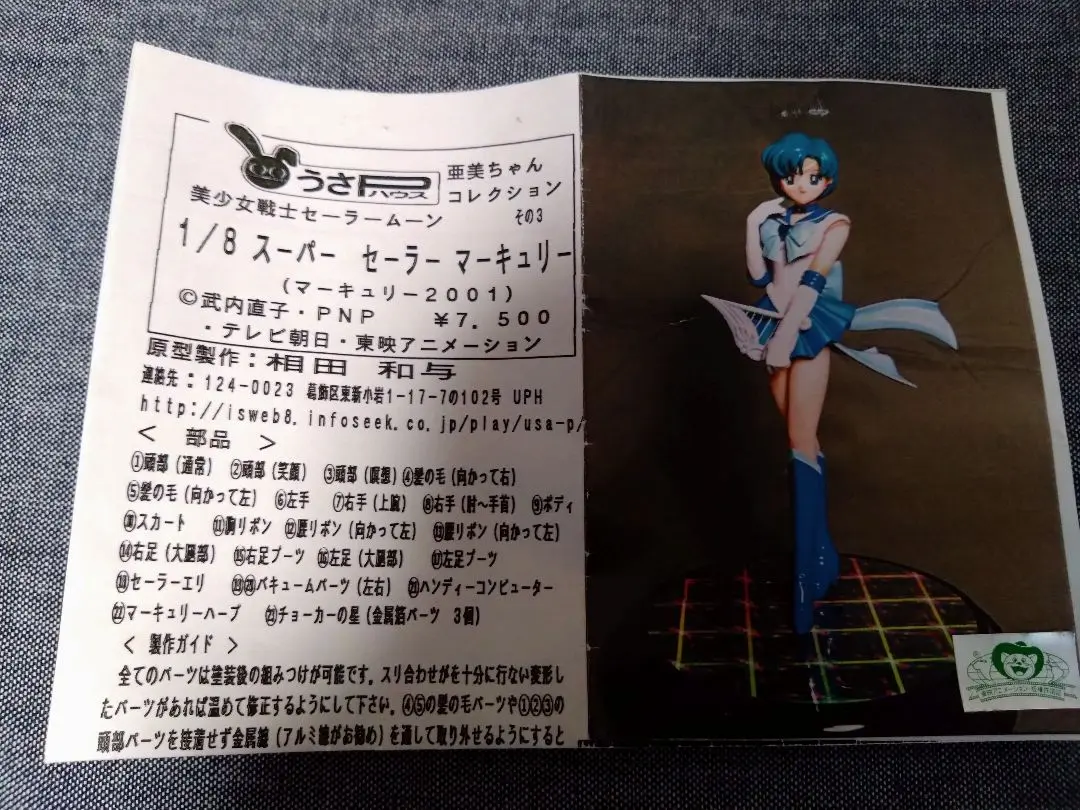 うさPハウス
亜美ちゃん
コレクション
その3
美少女戦士セーラームーン
1/8 スーパー セーラー マーキュリー
(マーキュリー2001)
©武内直子・PNP ¥7.500
・テレビ朝日・東映アニメーション
原型製作:相田 和与
連絡先:124-0023 葛飾区東新小岩1-17-7の102号 UPH
http://isweb8.infoseek.co.jp/play/usa-p/
< 部品 >
①頭部(通常) ②頭部(笑顔) ③頭部(瞑想)④髪の毛(向かって右)
⑤髪の毛(向かって左) ⑥左手 ⑦右手(上腕) ⑧右手(肘〜手首) ⑨ボディ
⑩スカート ⑪胸リボン ⑫腰リボン(向かって左) ⑬腰リボン(向かって左)
⑭右足(大腿部) ⑮右足ブーツ ⑯左足(大腿部) ⑰左足ブーツ
⑱セーラーエリ ⑲⑳バキュームパーツ(左右) ㉑ハンディーコンピューター
㉒マーキュリーハープ ㉓チョーカーの星(金属箔パーツ 3個)
< 製作ガイド >
全てのパーツは塗装後の組みつけが可能です。スリ合わせがを十分に行ない変形し
たパーツがあれば温めて修正するようにして下さい。④⑤の髪の毛パーツや①②③の
頭部パーツを接着せず金属線(アルミ線がお勧め)を通して取り外せるようにすると
東映アニメーション